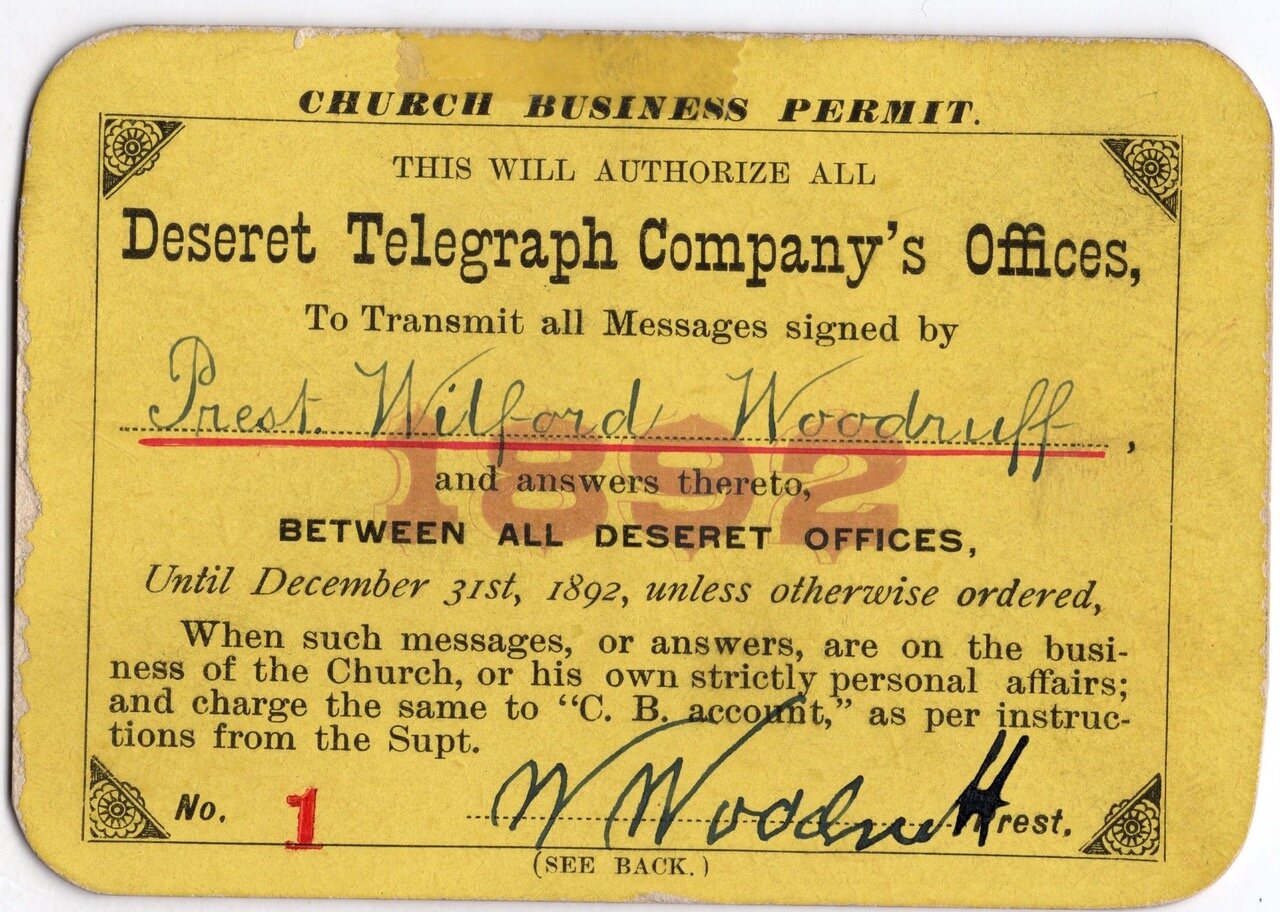 CHURCH BUSINESS PERMIT.
THIS WILL AUTHORIZE ALL
Deseret Telegraph Company's Offices,
To Transmit all Messages signed by
Prest. Wilford Woodruff,
1892
and answers thereto,
BETWEEN ALL DESERET OFFICES,
Until December 31st, 1892, unless otherwise ordered,
When such messages, or answers, are on the busi-
ness of the Church, or his own strictly personal affairs;
and charge the same to "C. B. account," as per instruc-
tions from the Supt.
No. 1 W Woodruff Prest.
(SEE BACK.)